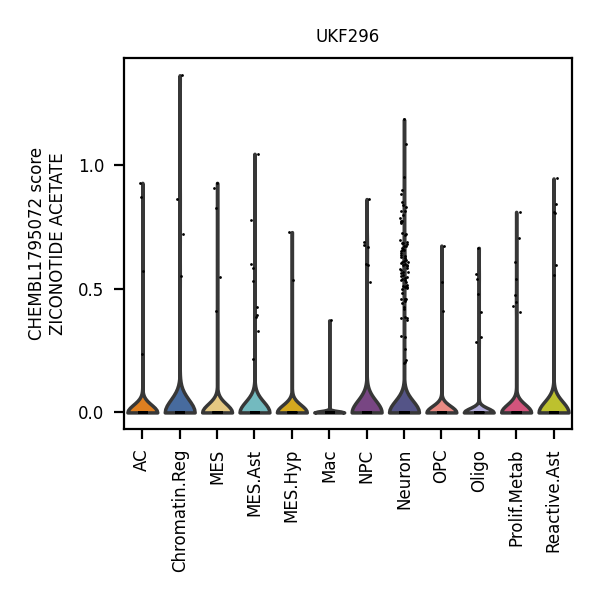 UKF296
CHEMBL1795072 score
ZICONOTIDE ACETATE
1.0
0.5
0.0
AC
Chromatin.Reg
MES
MES.Ast
MES.Hyp
Mac
NPC
Neuron
OPC
Oligo
Prolif.Metab
Reactive.Ast